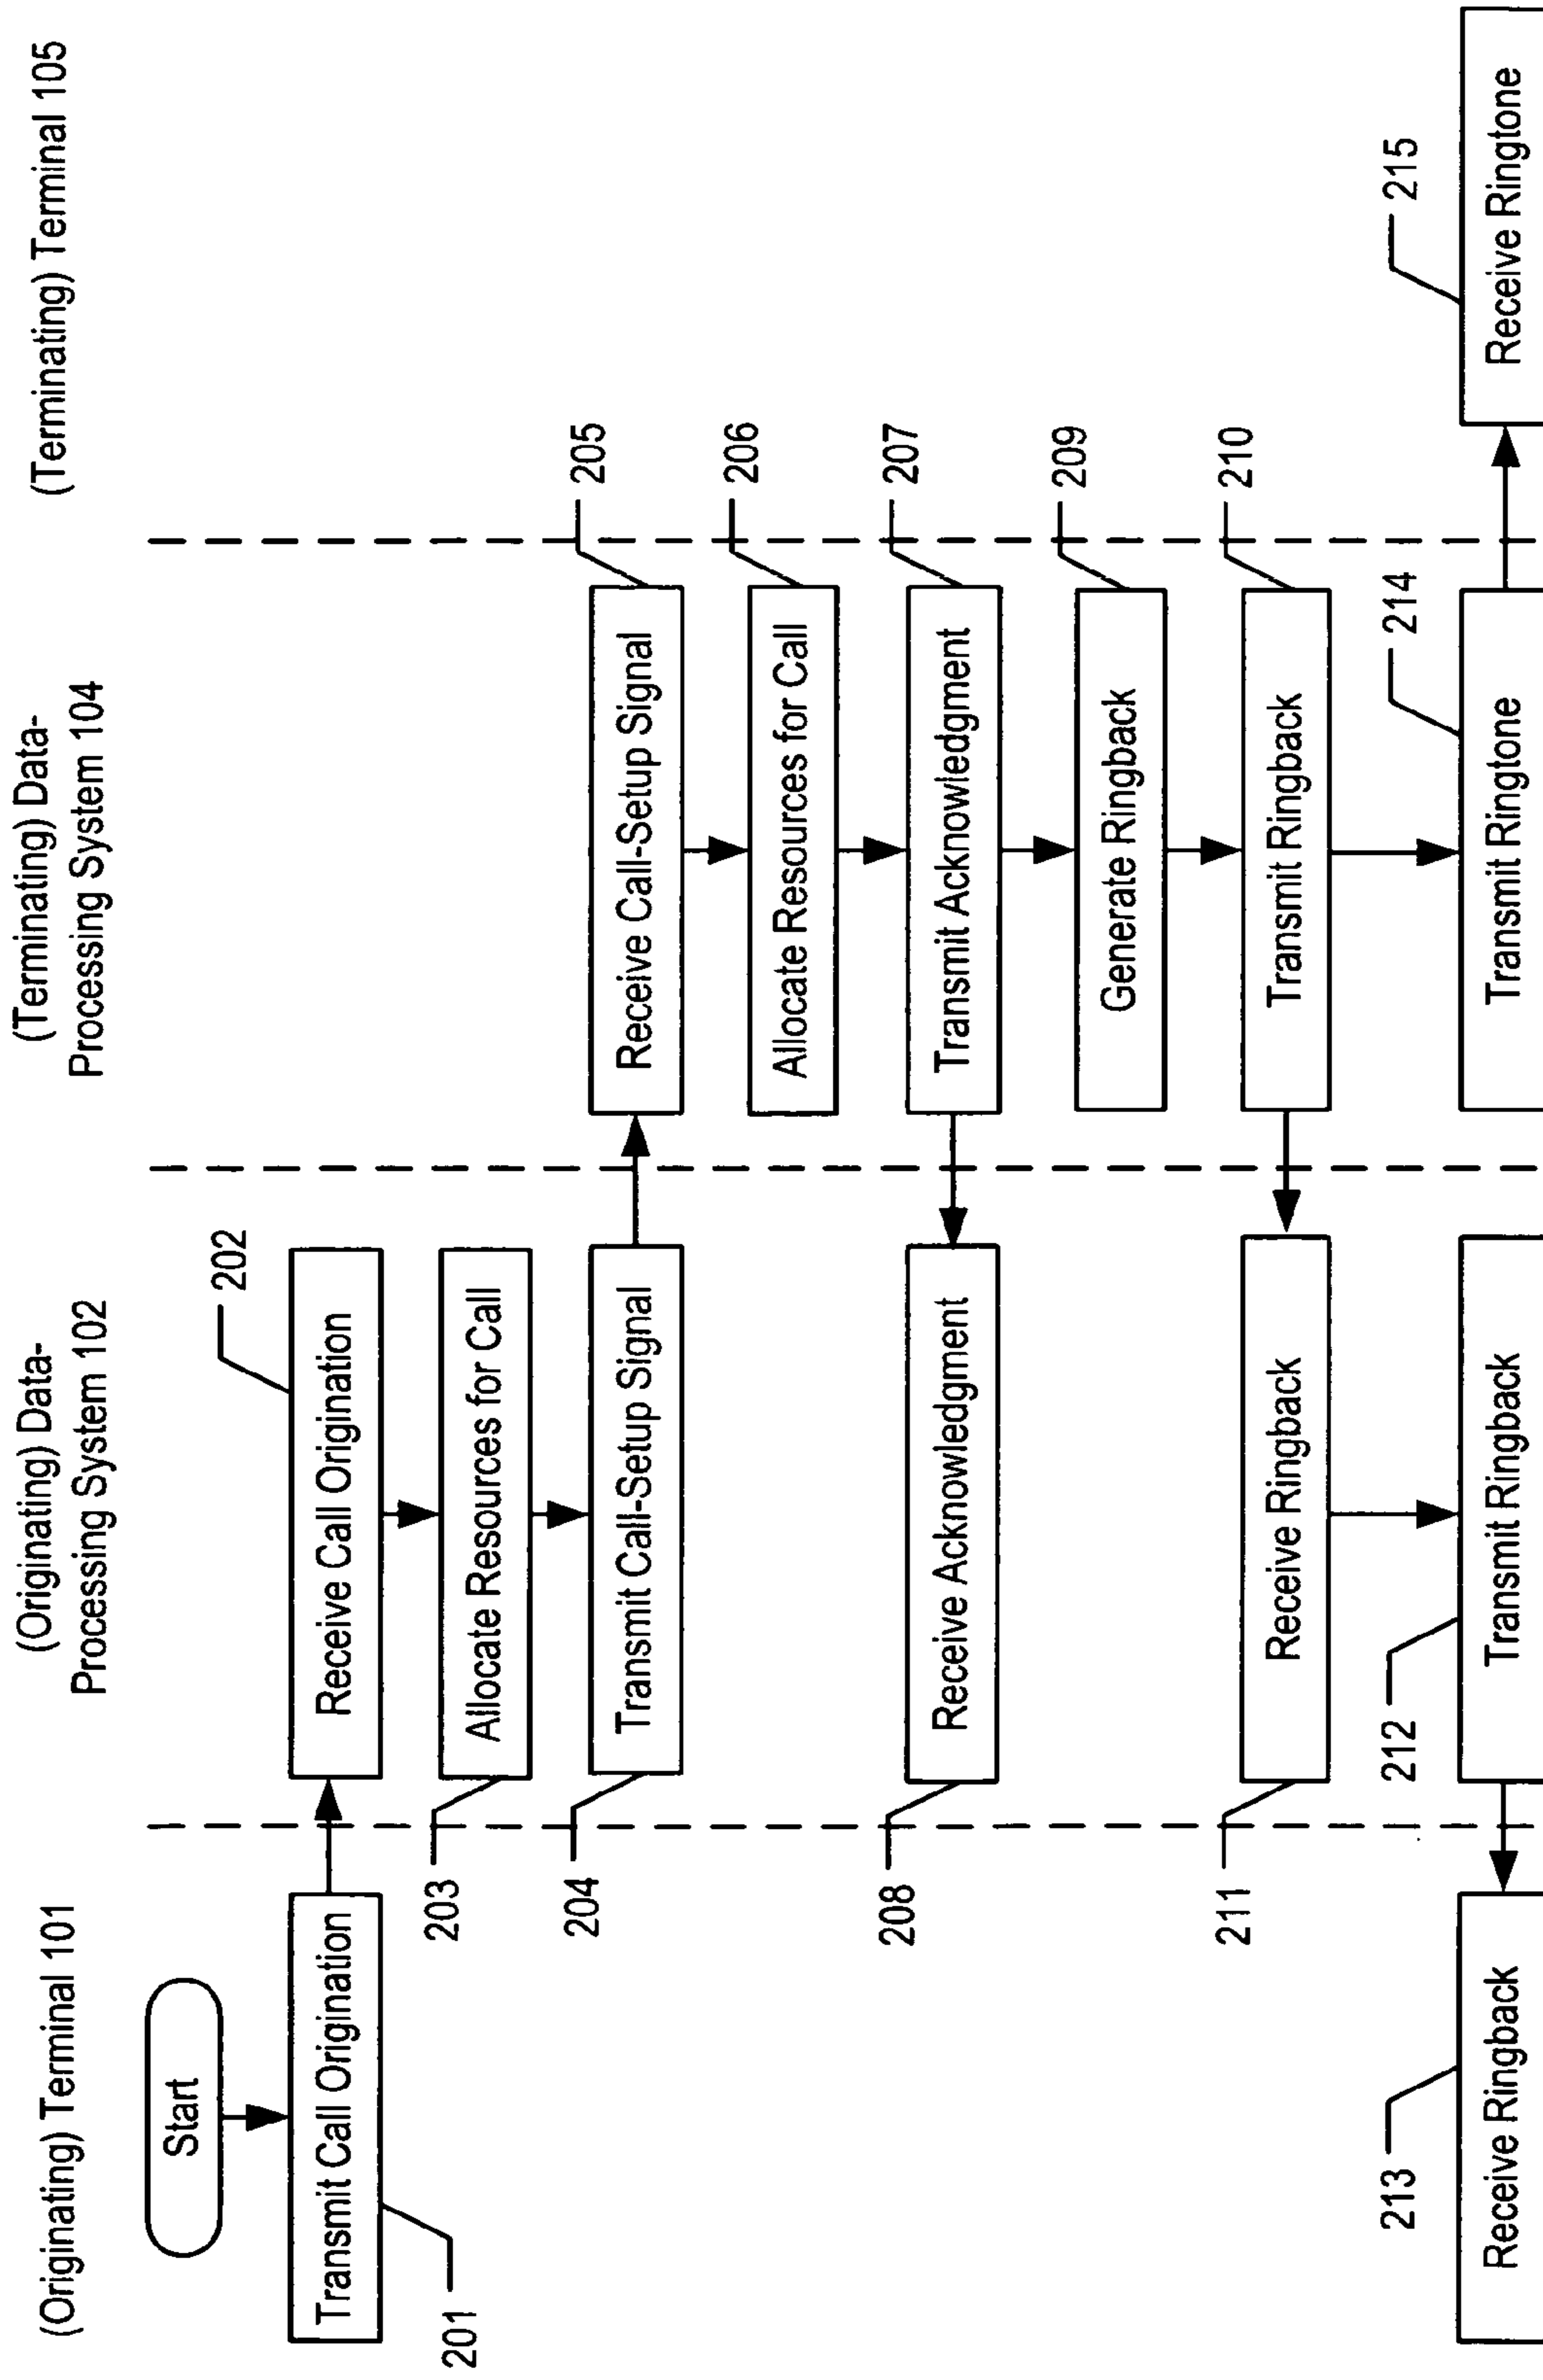 (Originating) Terminal 101
(Originating) Data-
Processing System 102
(Terminating) Data-
Processing System 104
(Terminating) Terminal 105
Start
Transmit Call Origination
201
202
Receive Call Origination
203
Allocate Resources for Call
204
Transmit Call-Setup Signal
205
Receive Call-Setup Signal
206
Allocate Resources for Call
207
Transmit Acknowledgment
208
Receive Acknowledgment
209
Generate Ringback
210
Transmit Ringback
211
Receive Ringback
212
Transmit Ringback
213
Receive Ringback
214
Transmit Ringtone
215
Receive Ringtone